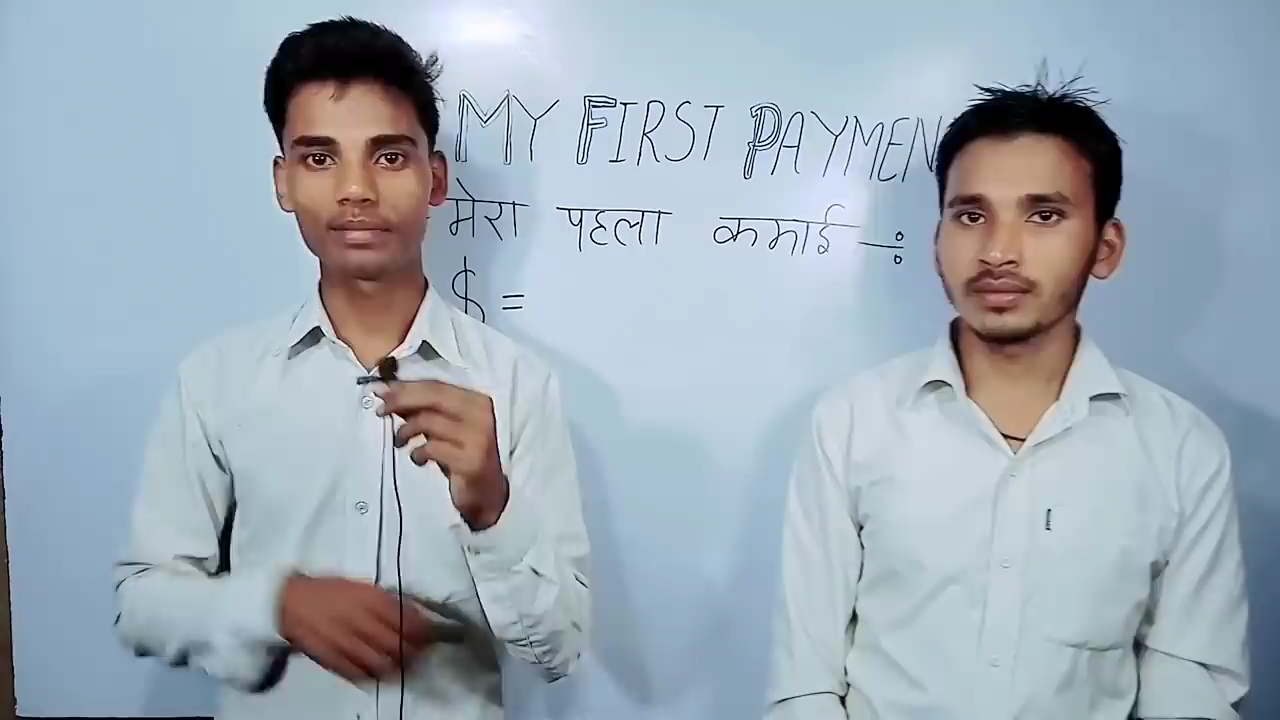 MY FIRST PAYMEN
मेरा पहला कमाई ÷
$ =